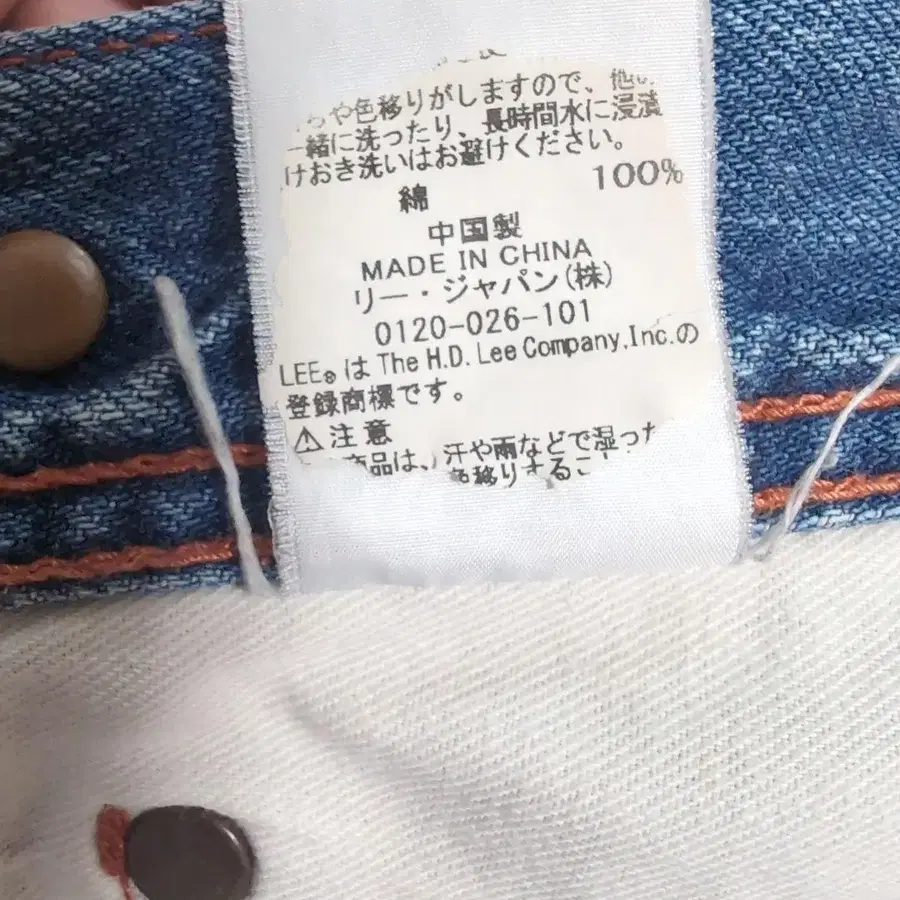 や色移りがしますので、他
一緒に洗ったり、長時間水に浸漬
けおき洗いはお避けください。
綿 100%
中国製
MADE IN CHINA
リー・ジャパン(株)
0120-026-101
LEE®は The H.D. Lee Company,Inc.の
登録商標です。
⚠注意
商品は、汗や雨などで湿った
色移りする